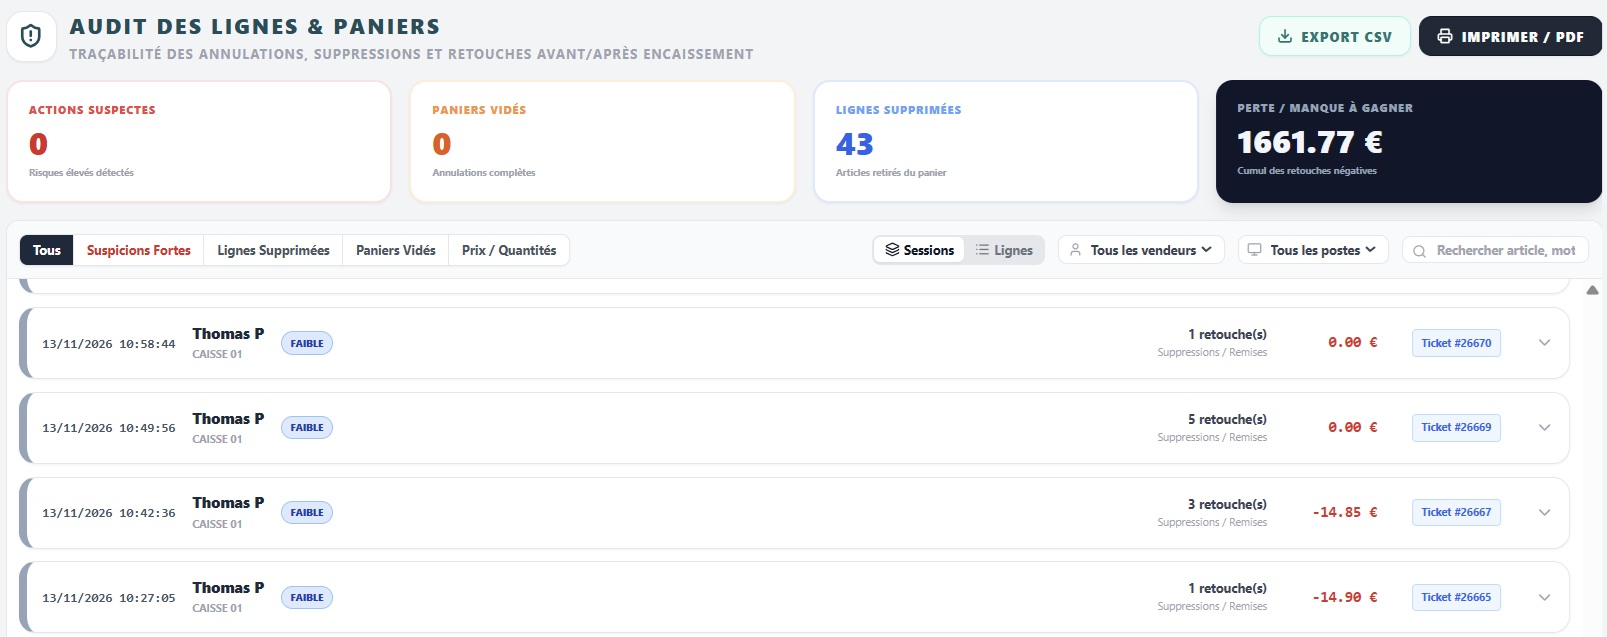 AUDIT DES LIGNES & PANIERS
TRAÇABILITÉ DES ANNULATIONS, SUPPRESSIONS ET RETOUCHES AVANT/APRÈS ENCAISSEMENT
EXPORT CSV
IMPRIMER / PDF
ACTIONS SUSPECTES
0
Risques élevés détectés
PANIERS VIDÉS
0
Annulations complètes
LIGNES SUPPRIMÉES
43
Articles retirés du panier
PERTE / MANQUE À GAGNER
1661.77 €
Cumul des retouches négatives
Tous
Suspicions Fortes
Lignes Supprimées
Paniers Vidés
Prix / Quantités
Sessions
Lignes
Tous les vendeurs
Tous les postes
Rechercher article, mot
13/11/2026 10:58:44
Thomas P
CAISSE 01
FAIBLE
1 retouche(s)
Suppressions / Remises
0.00 €
Ticket #26670
13/11/2026 10:49:56
Thomas P
CAISSE 01
FAIBLE
5 retouche(s)
Suppressions / Remises
0.00 €
Ticket #26669
13/11/2026 10:42:36
Thomas P
CAISSE 01
FAIBLE
3 retouche(s)
Suppressions / Remises
-14.85 €
Ticket #26667
13/11/2026 10:27:05
Thomas P
CAISSE 01
FAIBLE
1 retouche(s)
Suppressions / Remises
-14.90 €
Ticket #26665